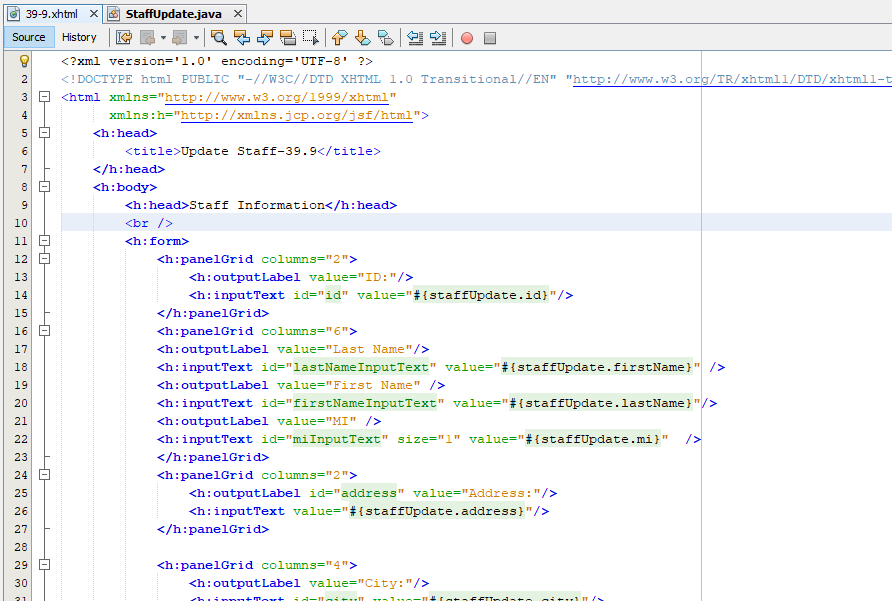 39-9.xhtml StaffUpdate.java
Source History
<?xml version='1.0' encoding='UTF-8' ?>
2 <!DOCTYPE html PUBLIC "-//W3C//DTD XHTML 1.0 Transitional//EN" "http://www.w3.org/TR/xhtml1/DTD/xhtml1-t
3 <html xmlns="http://www.w3.org/1999/xhtml"
4 xmlns:h="http://xmlns.jcp.org/jsf/html">
5 <h:head>
6 <title>Update Staff-39.9</title>
7 </h:head>
8 <h:body>
9 <h:head>Staff Information</h:head>
10 <br />
11 <h:form>
12 <h:panelGrid columns="2">
13 <h:outputLabel value="ID:"/>
14 <h:inputText id="id" value="#{staffUpdate.id}"/>
15 </h:panelGrid>
16 <h:panelGrid columns="6">
17 <h:outputLabel value="Last Name"/>
18 <h:inputText id="lastNameInputText" value="#{staffUpdate.firstName}" />
19 <h:outputLabel value="First Name" />
20 <h:inputText id="firstNameInputText" value="#{staffUpdate.lastName}"/>
21 <h:outputLabel value="MI" />
22 <h:inputText id="miInputText" size="1" value="#{staffUpdate.mi}"  />
23 </h:panelGrid>
24 <h:panelGrid columns="2">
25 <h:outputLabel id="address" value="Address:"/>
26 <h:inputText value="#{staffUpdate.address}"/>
27 </h:panelGrid>
28
29 <h:panelGrid columns="4">
30 <h:outputLabel value="City:"/>
31 <h:inputText id="city" value="#{staffUpdate.city}"/>